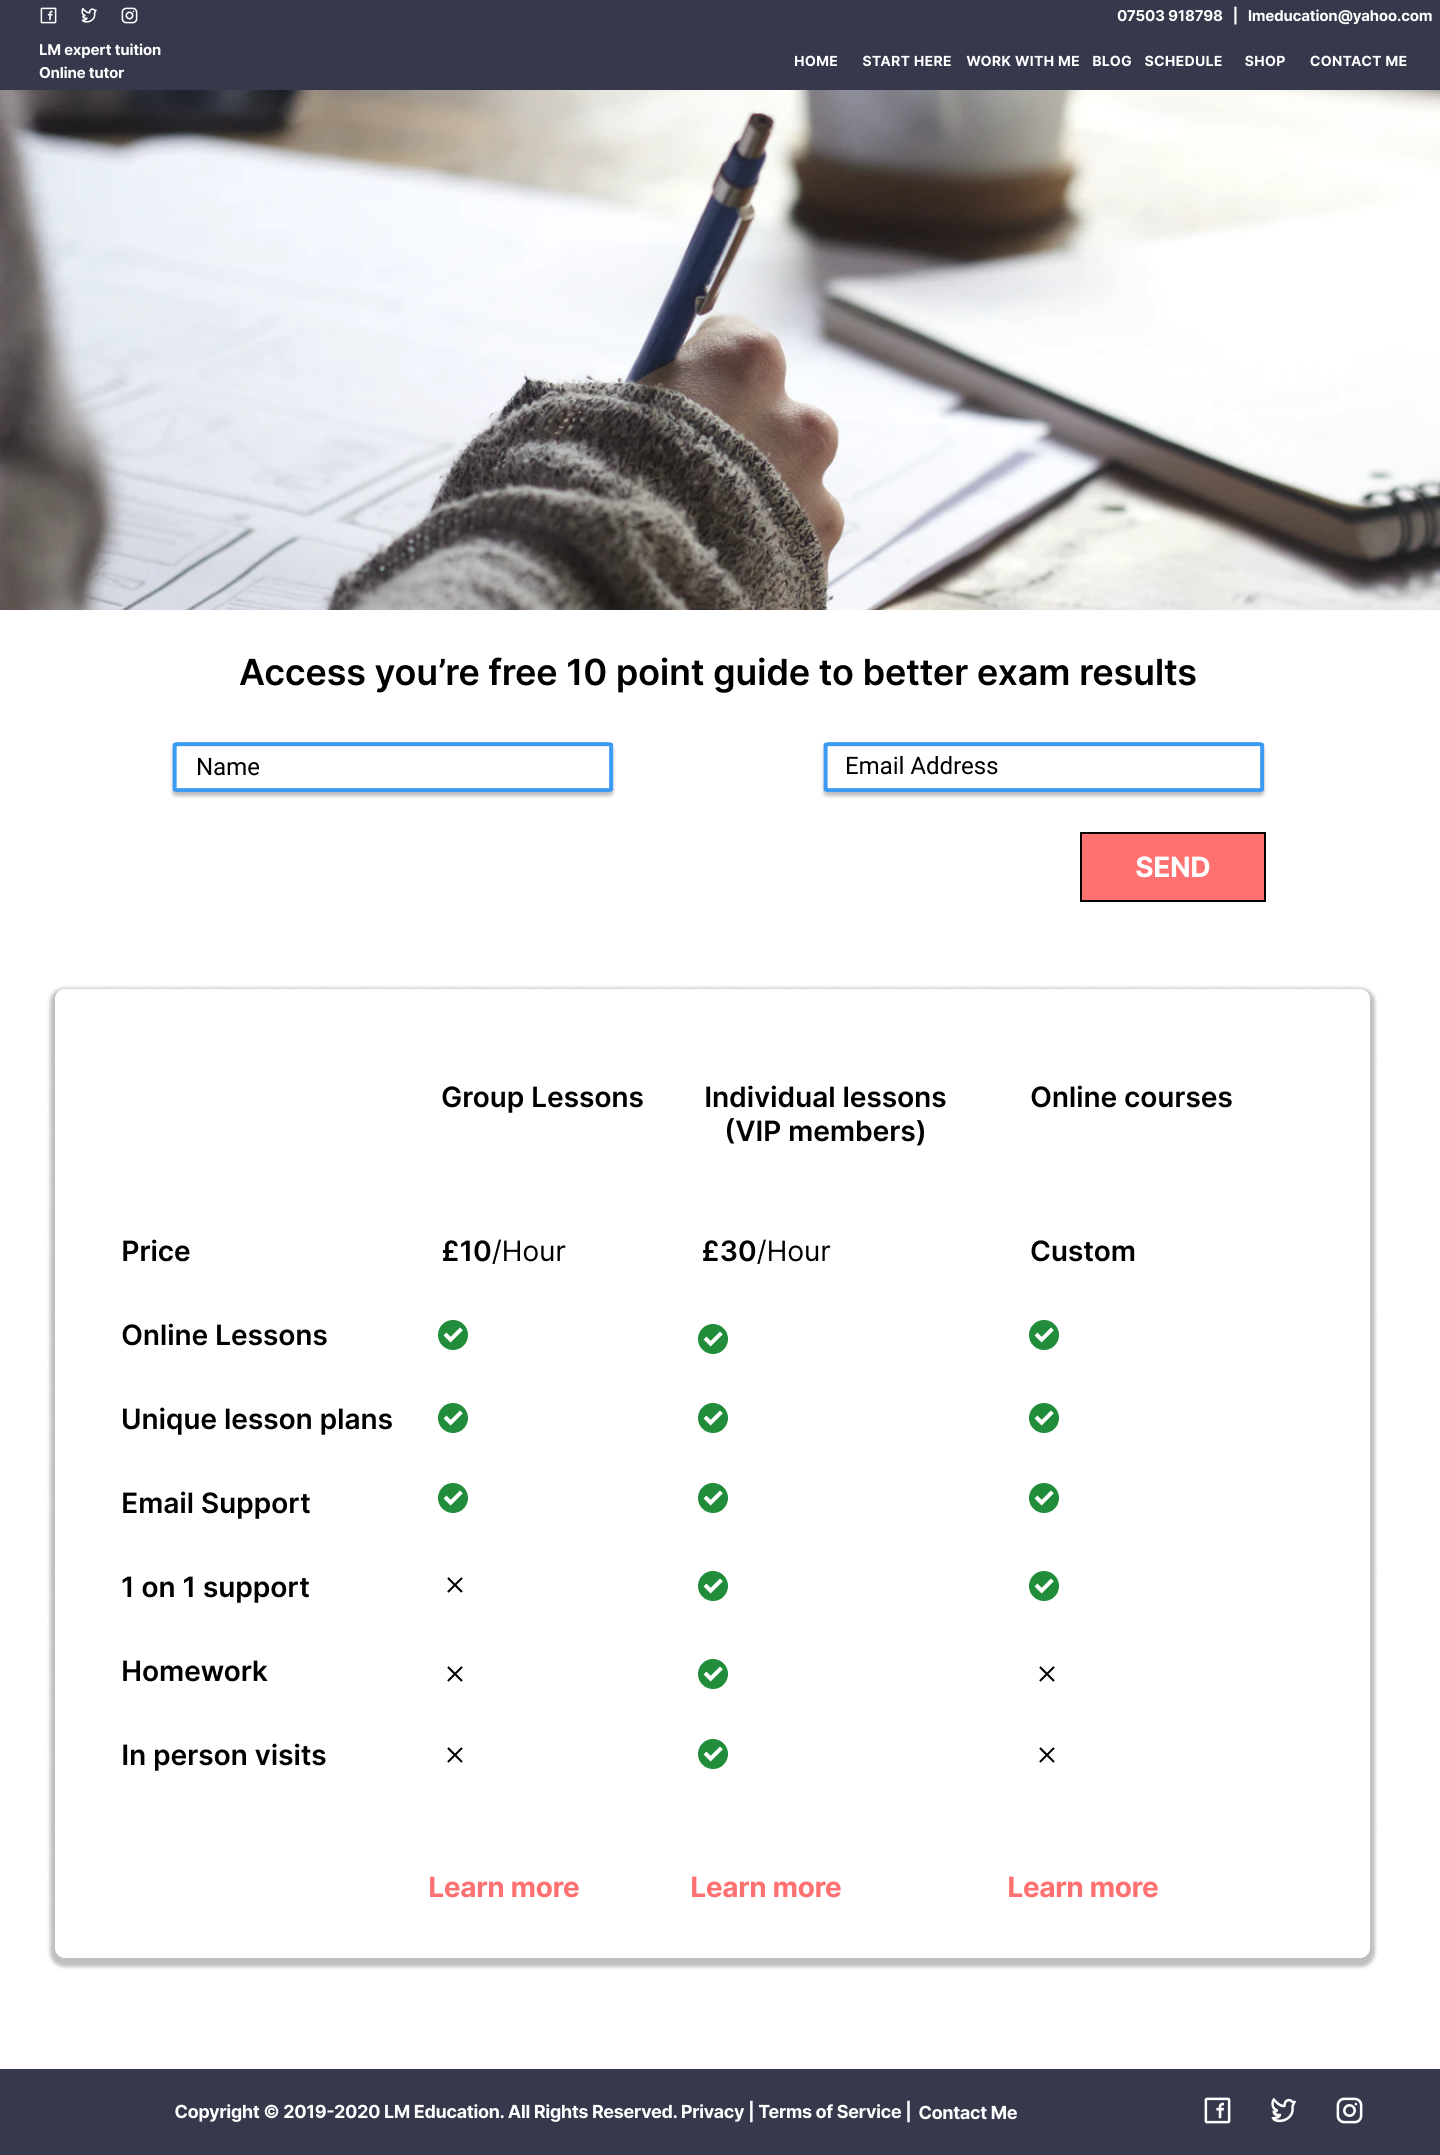 07503 918798 | lmeducation@yahoo.com
LM expert tuition
Online tutor
HOME START HERE WORK WITH ME BLOG SCHEDULE SHOP CONTACT ME
Access you’re free 10 point guide to better exam results
Name Email Address
SEND
Group Lessons Individual lessons Online courses
(VIP members)
Price £10/Hour £30/Hour Custom
Online Lessons
Unique lesson plans
Email Support
1 on 1 support
Homework
In person visits
Learn more Learn more Learn more
Copyright © 2019-2020 LM Education. All Rights Reserved. Privacy | Terms of Service | Contact Me